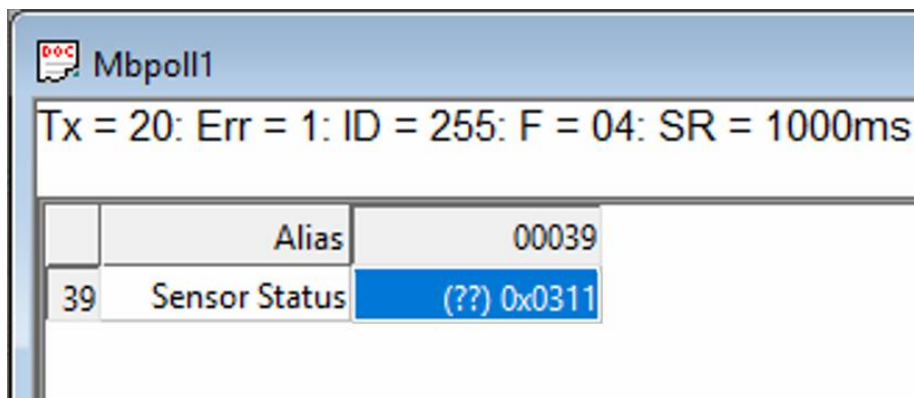 DOC
Mbpoll1
Tx = 20: Err = 1: ID = 255: F = 04: SR = 1000ms
Alias 00039
39 Sensor Status (??) 0x0311